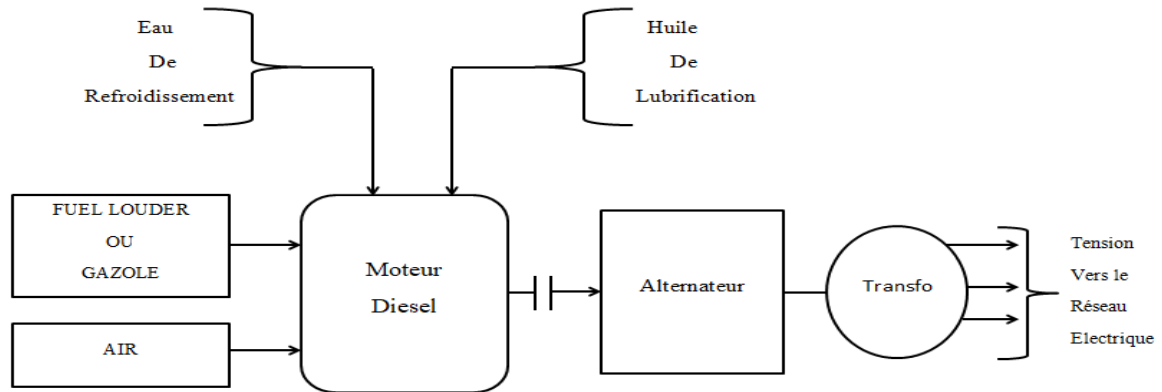 Eau
De
Refroidissement
Huile
De
Lubrification
FUEL LOUDER
OU
GAZOLE
AIR
Moteur
Diesel
Alternateur
Transfo
Tension
Vers le
Réseau
Electrique